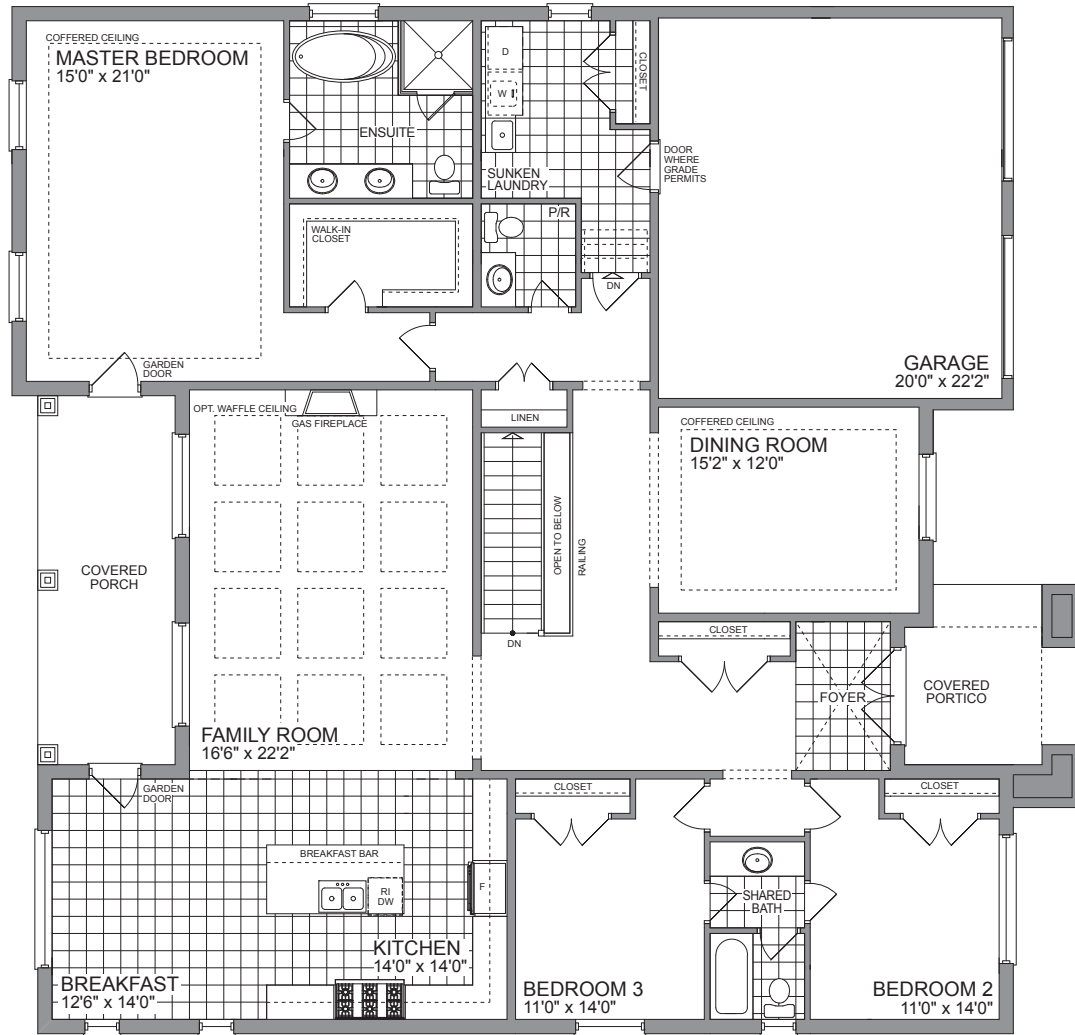 COFFERED CEILING
MASTER BEDROOM
15'0" x 21'0"
ENSUITE
D
W
CLOSET
SUNKEN
LAUNDRY
DOOR
WHERE
GRADE
PERMITS
WALK-IN
CLOSET
P/R
DN
GARDEN
DOOR
GARAGE
20'0" x 22'2"
OPT. WAFFLE CEILING
GAS FIREPLACE
LINEN
COFFERED CEILING
DINING ROOM
15'2" x 12'0"
OPEN TO BELOW
RAILING
COVERED
PORCH
DN
CLOSET
FOYER
COVERED
PORTICO
FAMILY ROOM
16'6" x 22'2"
GARDEN
DOOR
CLOSET
CLOSET
BREAKFAST BAR
RI
DW
F
SHARED
BATH
KITCHEN
14'0" x 14'0"
BREAKFAST
12'6" x 14'0"
BEDROOM 3
11'0" x 14'0"
BEDROOM 2
11'0" x 14'0"